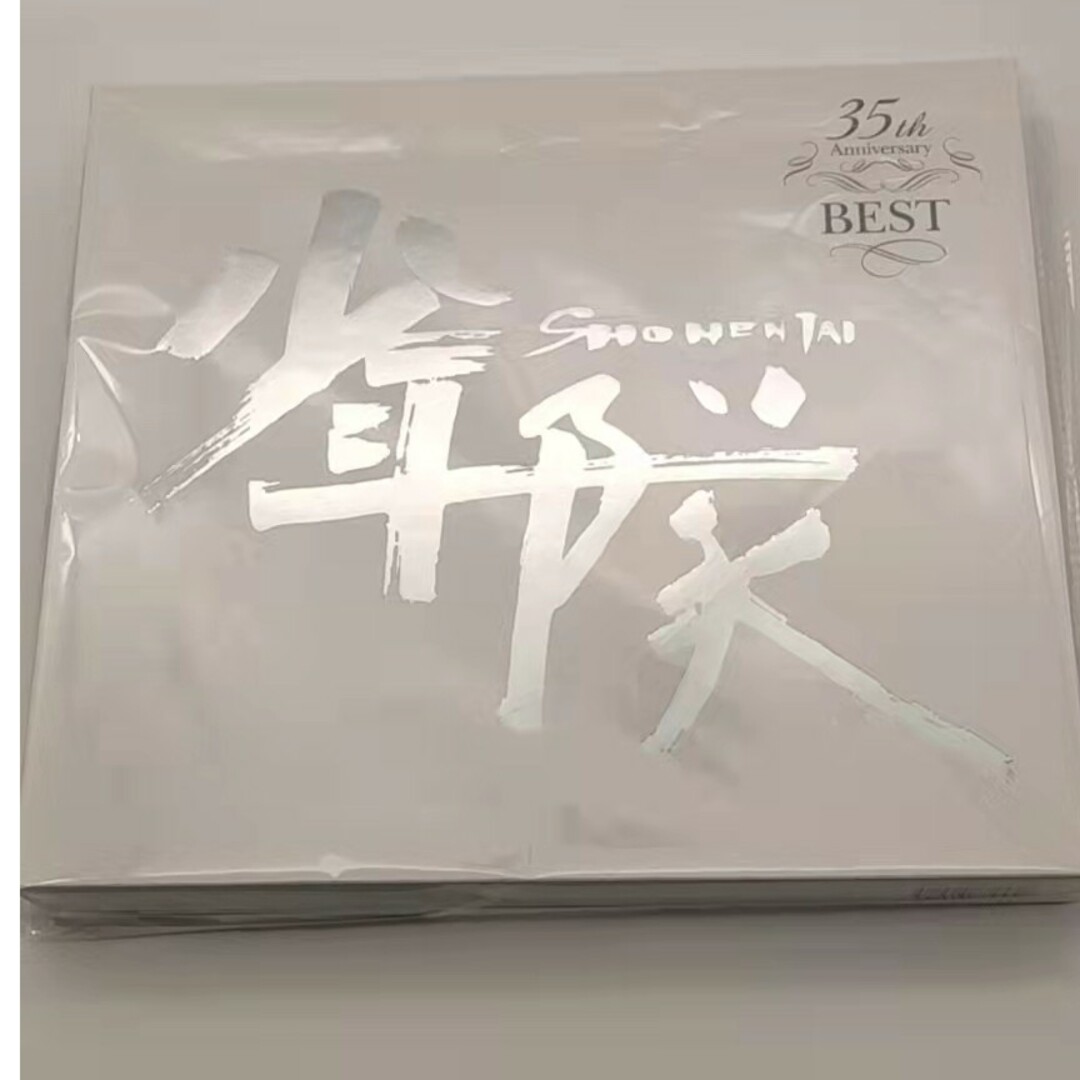 35th
Anniversary
BEST
SHONENTAI
少年隊